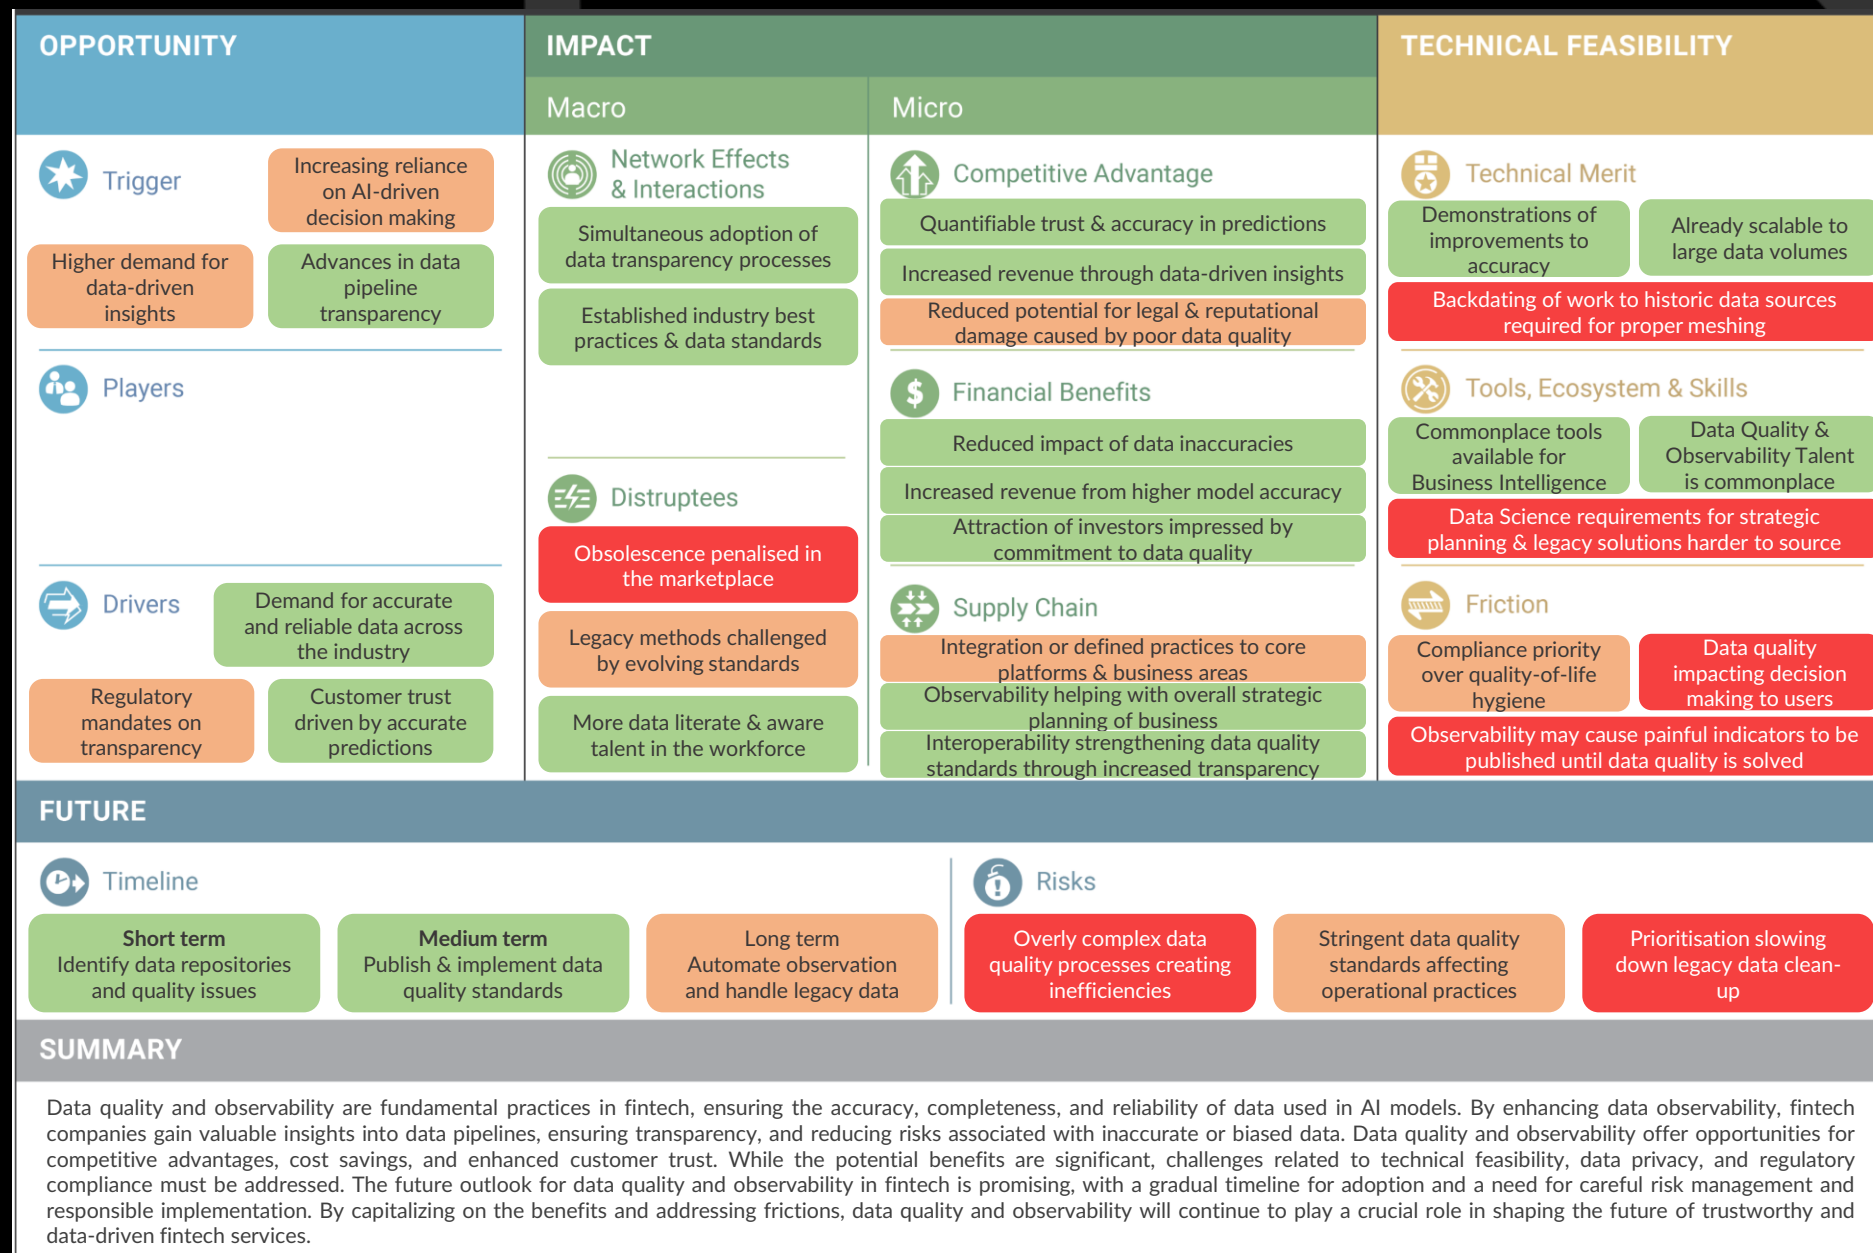 OPPORTUNITY
Trigger
Increasing reliance
on AI-driven
decision making
Higher demand for
data-driven
insights
Advances in data
pipeline
transparency
Players
Drivers
Demand for accurate
and reliable data across
the industry
Regulatory
mandates on
transparency
Customer trust
driven by accurate
predictions
IMPACT
Macro
Network Effects
& Interactions
Simultaneous adoption of
data transparency processes
Established industry best
practices & data standards
Distruptees
Obsolescence penalised in
the marketplace
Legacy methods challenged
by evolving standards
More data literate & aware
talent in the workforce
Micro
Competitive Advantage
Quantifiable trust & accuracy in predictions
Increased revenue through data-driven insights
Reduced potential for legal & reputational
damage caused by poor data quality
$
Financial Benefits
Reduced impact of data inaccuracies
Increased revenue from higher model accuracy
Attraction of investors impressed by
commitment to data quality
Supply Chain
Integration or defined practices to core
platforms & business areas
Observability helping with overall strategic
planning of business
Interoperability strengthening data quality
standards through increased transparency
TECHNICAL FEASIBILITY
Technical Merit
Demonstrations of
improvements to
accuracy
Already scalable to
large data volumes
Backdating of work to historic data sources
required for proper meshing
Tools, Ecosystem & Skills
Commonplace tools
available for
Business Intelligence
Data Quality &
Observability Talent
is commonplace
Data Science requirements for strategic
planning & legacy solutions harder to source
Friction
Compliance priority
over quality-of-life
hygiene
Data quality
impacting decision
making to users
Observability may cause painful indicators to be
published until data quality is solved
FUTURE
Timeline
Short term
Identify data repositories
and quality issues
Medium term
Publish & implement data
quality standards
Long term
Automate observation
and handle legacy data
Risks
Overly complex data
quality processes creating
inefficiencies
Stringent data quality
standards affecting
operational practices
Prioritisation slowing
down legacy data clean-
up
SUMMARY
Data quality and observability are fundamental practices in fintech, ensuring the accuracy, completeness, and reliability of data used in AI models. By enhancing data observability, fintech
companies gain valuable insights into data pipelines, ensuring transparency, and reducing risks associated with inaccurate or biased data. Data quality and observability offer opportunities for
competitive advantages, cost savings, and enhanced customer trust. While the potential benefits are significant, challenges related to technical feasibility, data privacy, and regulatory
compliance must be addressed. The future outlook for data quality and observability in fintech is promising, with a gradual timeline for adoption and a need for careful risk management and
responsible implementation. By capitalizing on the benefits and addressing frictions, data quality and observability will continue to play a crucial role in shaping the future of trustworthy and
data-driven fintech services.